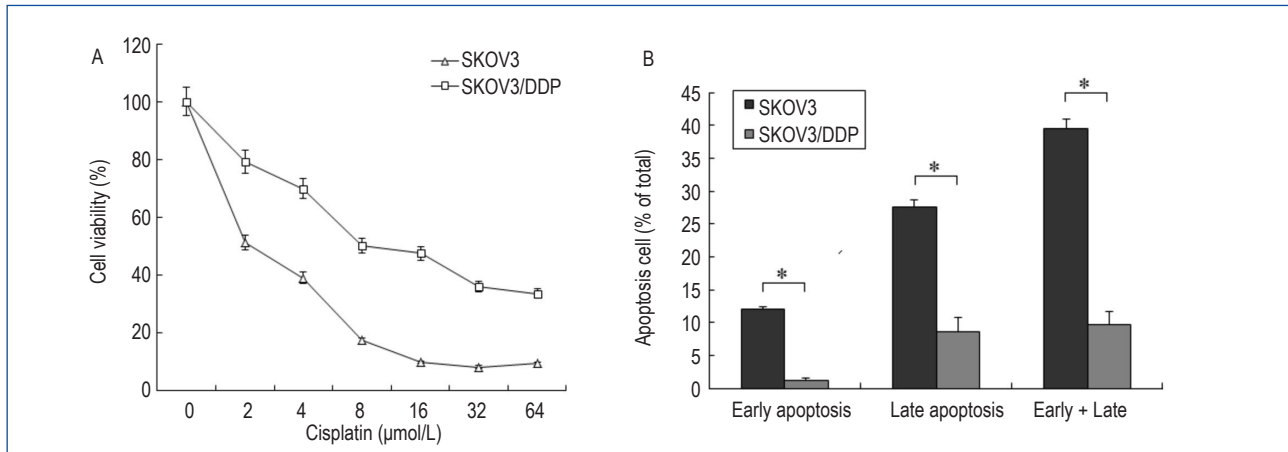 A
120
100
80
60
40
20
0
Cell viability (%)
SKOV3
SKOV3/DDP
0 2 4 8 16 32 64
Cisplatin (µmol/L)
B
45
40
35
30
25
20
15
10
5
0
Apoptosis cell (% of total)
SKOV3
SKOV3/DDP
*
*
*
Early apoptosis Late apoptosis Early + Late